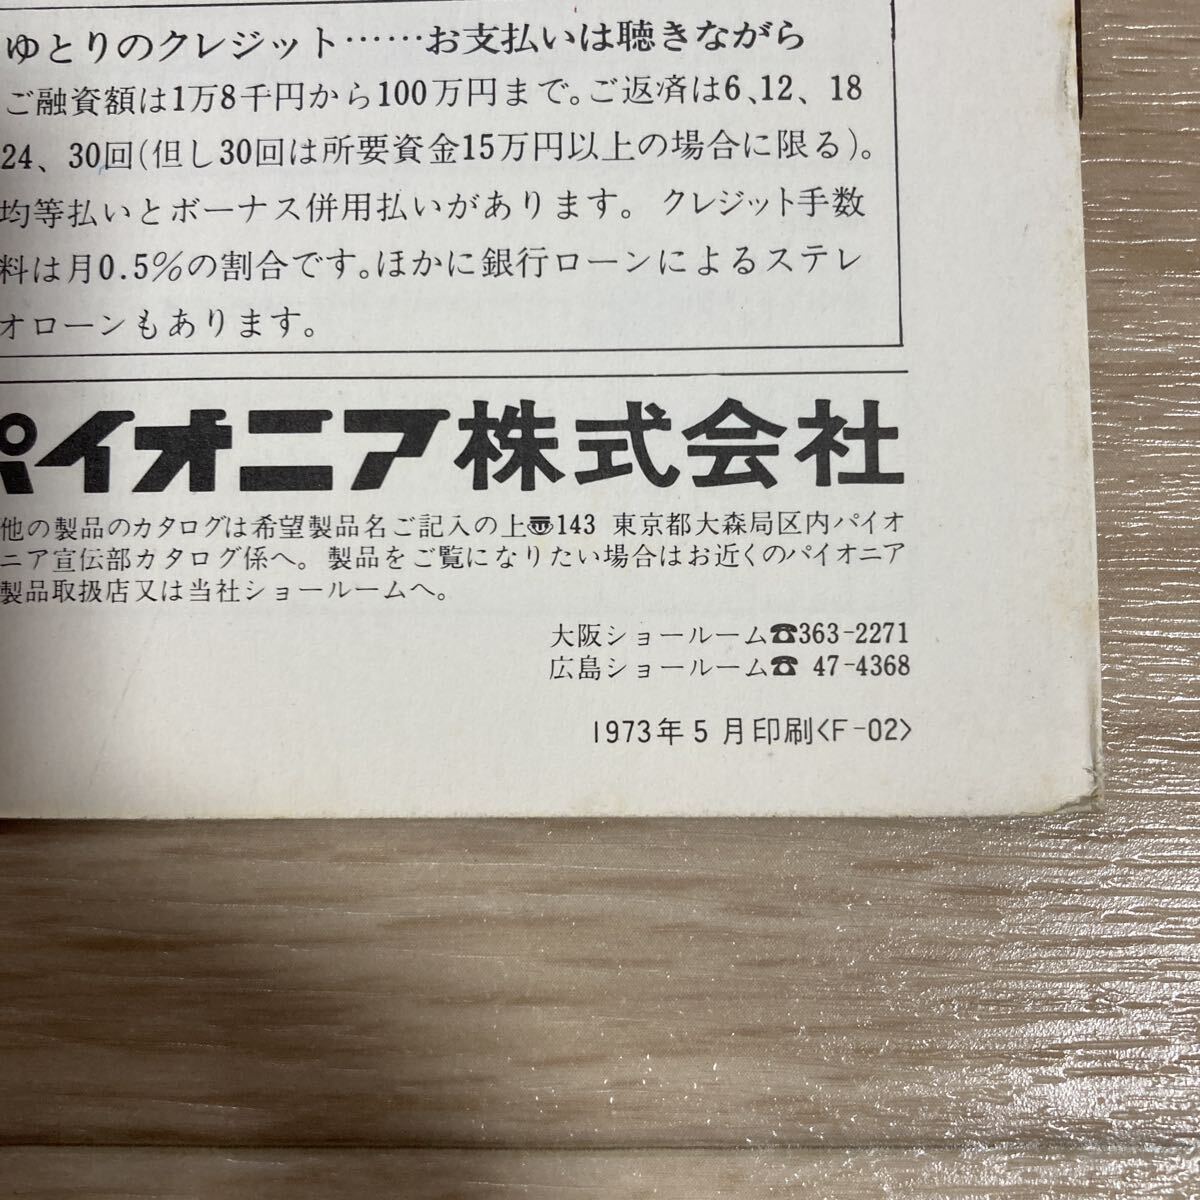 ゆとりのクレジット……お支払いは聴きながら
ご融資額は1万8千円から100万円まで。ご返済は6、12、18
24、30回(但し30回は所要資金15万円以上の場合に限る)。
均等払いとボーナス併用払いがあります。クレジット手数
料は月0.5%の割合です。ほかに銀行ローンによるステレ
オローンもあります。
パイオニア株式会社
他の製品のカタログは希望製品名ご記入の上〠143 東京都大森局区内パイオ
ニア宣伝部カタログ係へ。製品をご覧になりたい場合はお近くのパイオニア
製品取扱店又は当社ショールームへ。
大阪ショールーム☎363-2271
広島ショールーム☎ 47-4368
1973年5月印刷〈F-02〉